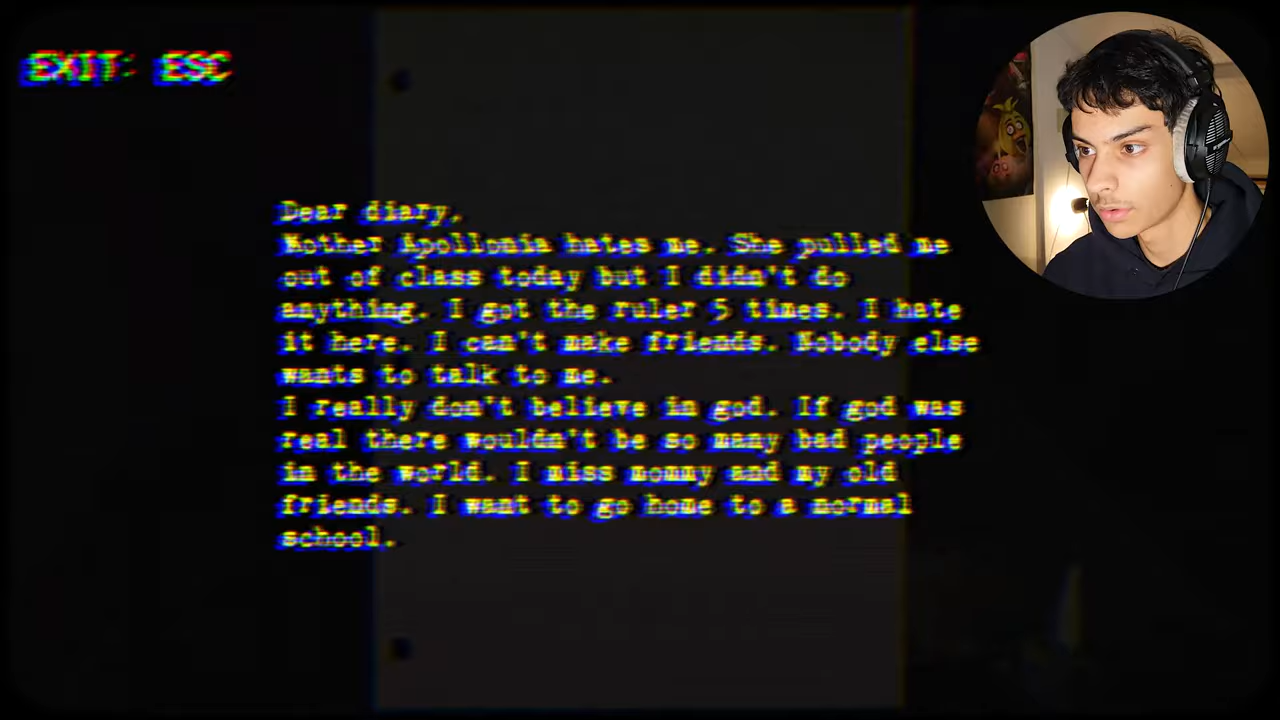 EXIT: ESC
Dear diary,
Mother Apollonia hates me. She pulled me
out of class today but I didn't do
anything. I got the ruler 5 times. I hate
it here. I can't make friends. Nobody else
wants to talk to me.
I really don't believe in god. If god was
real there wouldn't be so many bad people
in the world. I miss mommy and my old
friends. I want to go home to a normal
school.